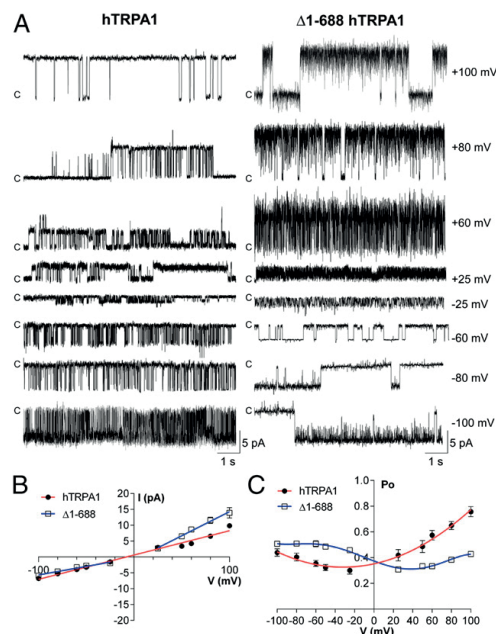 A
hTRPA1
Δ1-688 hTRPA1
C
C
+100 mV
C
C
+80 mV
C
C
+60 mV
C
C
+25 mV
C
C
-25 mV
C
C
-60 mV
C
C
-80 mV
C
C
-100 mV
5 pA
1 s
5 pA
1 s
B
I (pA)
hTRPA1
Δ1-688
20
15
10
5
-5
-10
-15
-20
-100
100
V (mV)
C
Po
hTRPA1
Δ1-688
1.0
0.8
0.6
0.4
0.2
-100 -80 -60 -40 -20 0 20 40 60 80 100
V (mV)